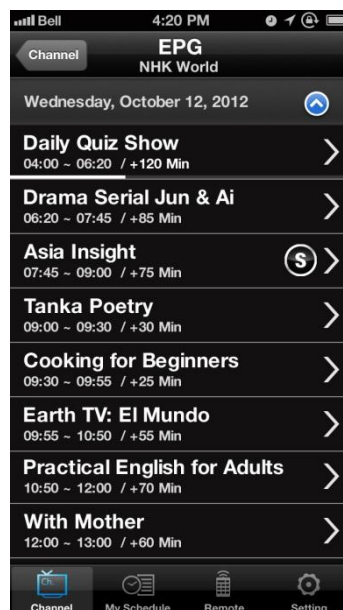 Bell 4:20 PM
Channel
EPG
NHK World
Wednesday, October 12, 2012
Daily Quiz Show
04:00 ~ 06:20 / +120 Min
Drama Serial Jun & Ai
06:20 ~ 07:45 / +85 Min
Asia Insight
07:45 ~ 09:00 / +75 Min
S
Tanka Poetry
09:00 ~ 09:30 / +30 Min
Cooking for Beginners
09:30 ~ 09:55 / +25 Min
Earth TV: El Mundo
09:55 ~ 10:50 / +55 Min
Practical English for Adults
10:50 ~ 12:00 / +70 Min
With Mother
12:00 ~ 13:00 / +60 Min
Ch.
Channel My Schedule Remote Setting